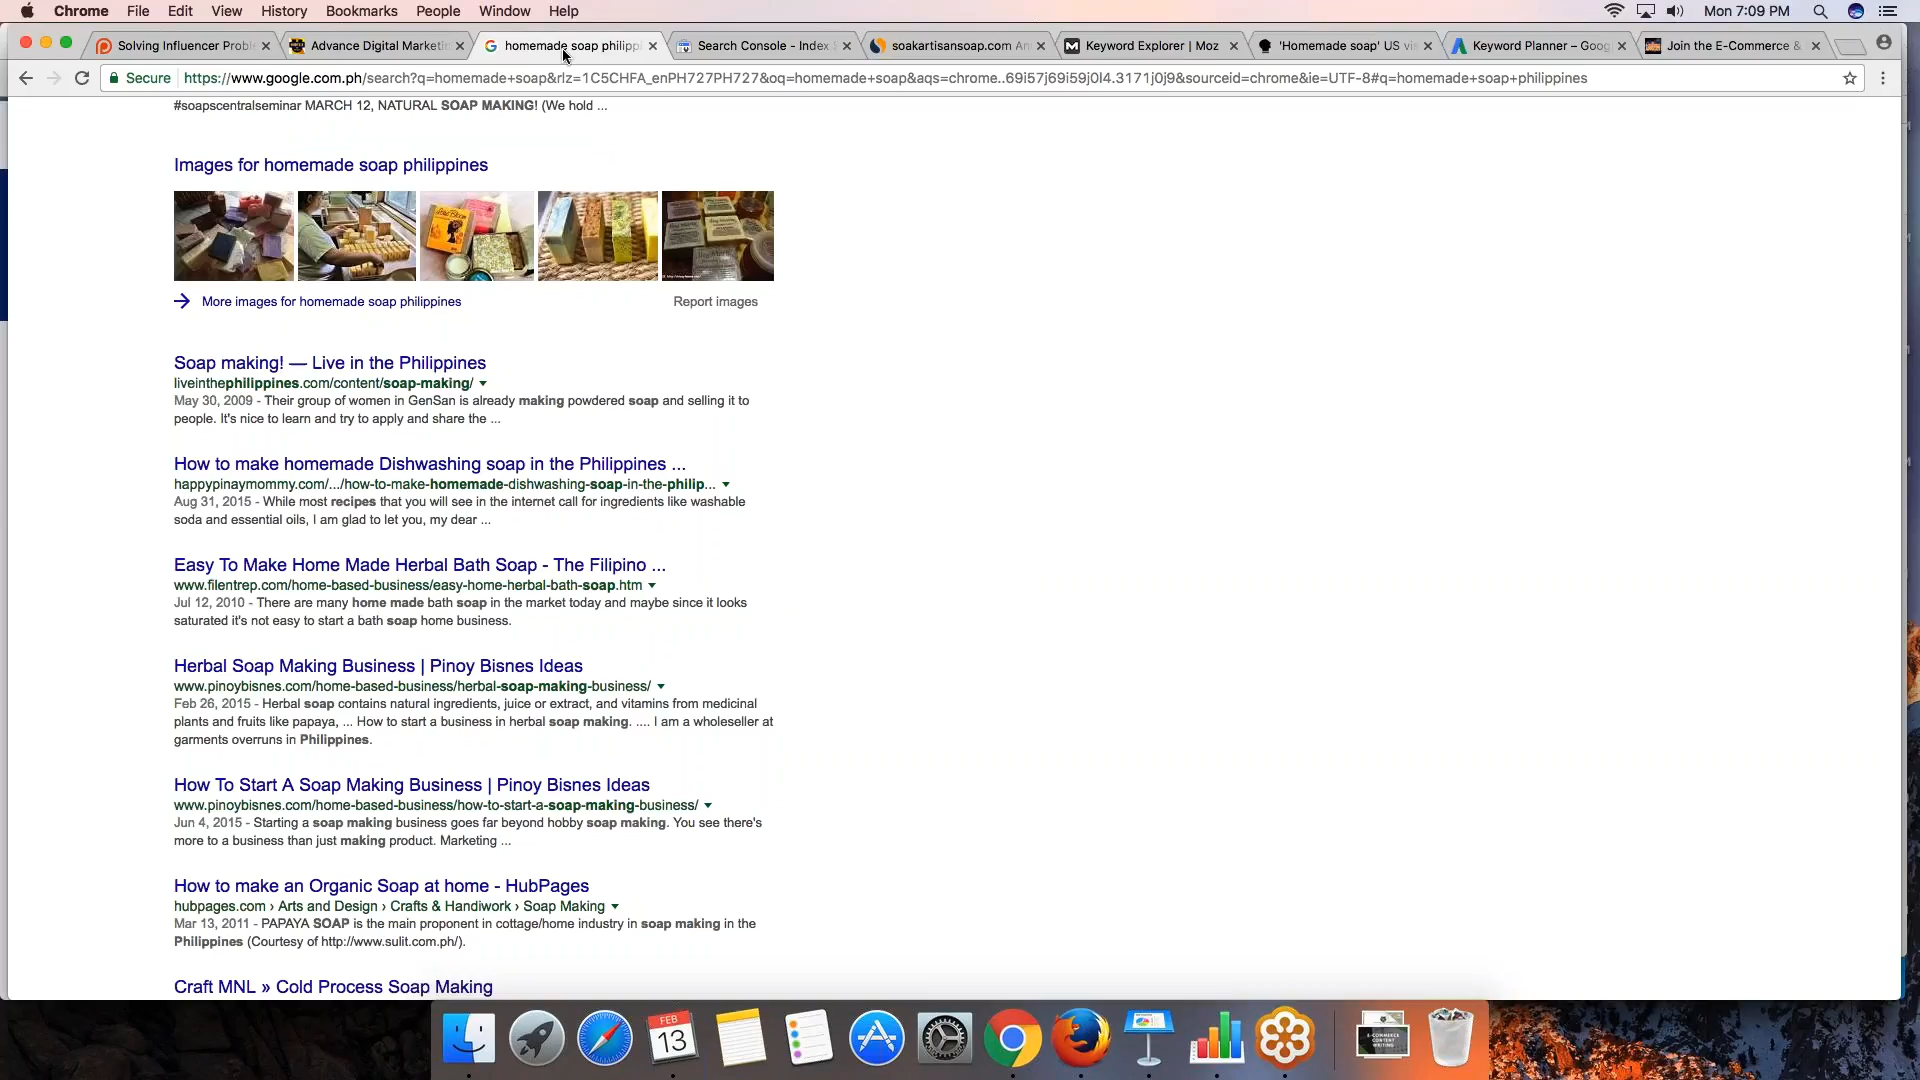 Chrome File Edit View History Bookmarks People Window Help Mon 7:09 PM
Solving Influencer Prob Advance Digital Marketi homemade soap philippi Search Console - Index soakartisansoap.com An Keyword Explorer | Moz 'Homemade soap' US vi Keyword Planner – Goog Join the E-Commerce &
Secure https://www.google.com.ph/search?q=homemade+soap&rlz=1C5CHFA_enPH727PH727&oq=homemade+soap&aqs=chrome..69i57j69i59j0l4.3171j0j9&sourceid=chrome&ie=UTF-8#q=homemade+soap+philippines
#soapscentralseminar MARCH 12, NATURAL SOAP MAKING! (We hold ...
Images for homemade soap philippines
More images for homemade soap philippines Report images
Soap making! — Live in the Philippines
liveinthephilippines.com/content/soap-making/
May 30, 2009 - Their group of women in GenSan is already making powdered soap and selling it to
people. It's nice to learn and try to apply and share the ...
How to make homemade Dishwashing soap in the Philippines ...
happypinaymommy.com/.../how-to-make-homemade-dishwashing-soap-in-the-philip...
Aug 31, 2015 - While most recipes that you will see in the internet call for ingredients like washable
soda and essential oils, I am glad to let you, my dear ...
Easy To Make Home Made Herbal Bath Soap - The Filipino ...
www.filentrep.com/home-based-business/easy-home-herbal-bath-soap.htm
Jul 12, 2010 - There are many home made bath soap in the market today and maybe since it looks
saturated it's not easy to start a bath soap home business.
Herbal Soap Making Business | Pinoy Bisnes Ideas
www.pinoybisnes.com/home-based-business/herbal-soap-making-business/
Feb 26, 2015 - Herbal soap contains natural ingredients, juice or extract, and vitamins from medicinal
plants and fruits like papaya, ... How to start a business in herbal soap making. .... I am a wholeseller at
garments overruns in Philippines.
How To Start A Soap Making Business | Pinoy Bisnes Ideas
www.pinoybisnes.com/home-based-business/how-to-start-a-soap-making-business/
Jun 4, 2015 - Starting a soap making business goes far beyond hobby soap making. You see there's
more to a business than just making product. Marketing ...
How to make an Organic Soap at home - HubPages
hubpages.com › Arts and Design › Crafts & Handiwork › Soap Making
Mar 13, 2011 - PAPAYA SOAP is the main proponent in cottage/home industry in soap making in the
Philippines (Courtesy of http://www.sulit.com.ph/).
Craft MNL » Cold Process Soap Making
FEB
13
E-COMMERCE
CONTENT
WRITING